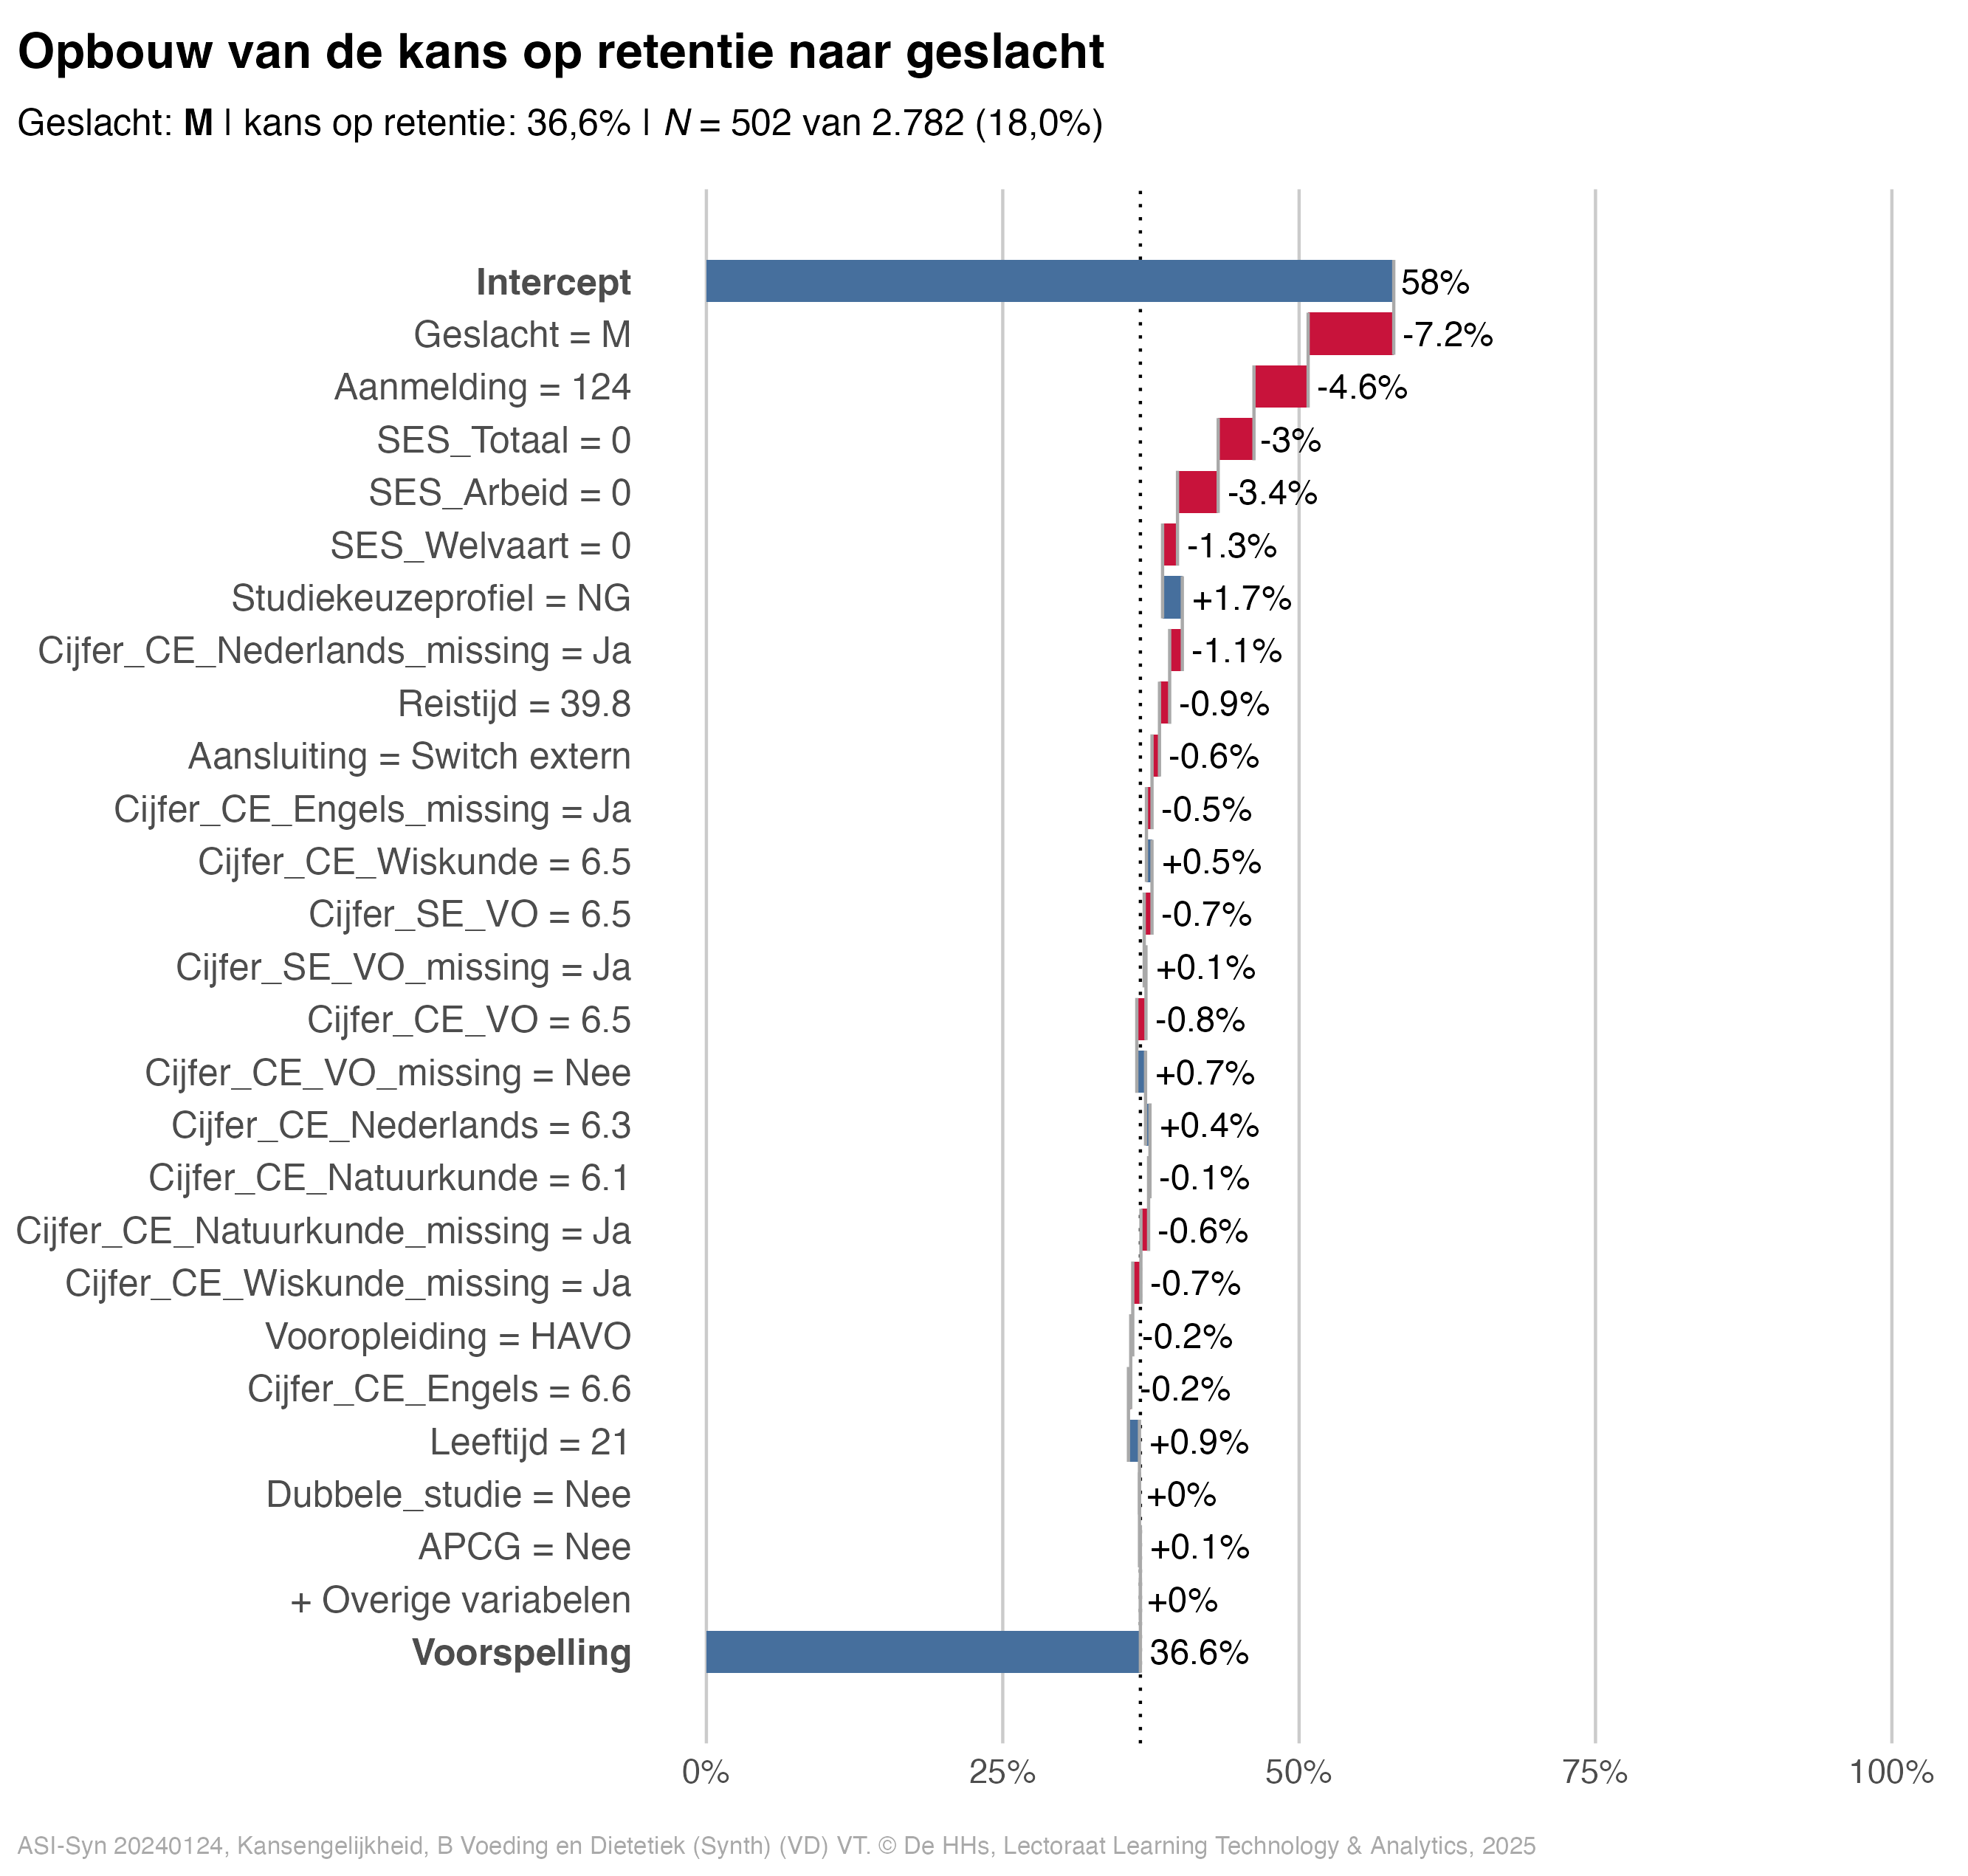 Opbouw van de kans op retentie naar geslacht
Geslacht: M | kans op retentie: 36,6% | N = 502 van 2.782 (18,0%)
Intercept 58%
Geslacht = M -7.2%
Aanmelding = 124 -4.6%
SES_Totaal = 0 -3%
SES_Arbeid = 0 -3.4%
SES_Welvaart = 0 -1.3%
Studiekeuzeprofiel = NG +1.7%
Cijfer_CE_Nederlands_missing = Ja -1.1%
Reistijd = 39.8 -0.9%
Aansluiting = Switch extern -0.6%
Cijfer_CE_Engels_missing = Ja -0.5%
Cijfer_CE_Wiskunde = 6.5 +0.5%
Cijfer_SE_VO = 6.5 -0.7%
Cijfer_SE_VO_missing = Ja +0.1%
Cijfer_CE_VO = 6.5 -0.8%
Cijfer_CE_VO_missing = Nee +0.7%
Cijfer_CE_Nederlands = 6.3 +0.4%
Cijfer_CE_Natuurkunde = 6.1 -0.1%
Cijfer_CE_Natuurkunde_missing = Ja -0.6%
Cijfer_CE_Wiskunde_missing = Ja -0.7%
Vooropleiding = HAVO -0.2%
Cijfer_CE_Engels = 6.6 -0.2%
Leeftijd = 21 +0.9%
Dubbele_studie = Nee +0%
APCG = Nee +0.1%
+ Overige variabelen +0%
Voorspelling 36.6%
0% 25% 50% 75% 100%
ASI-Syn 20240124, Kansengelijkheid, B Voeding en Dietetiek (Synth) (VD) VT. © De HHs, Lectoraat Learning Technology & Analytics, 2025